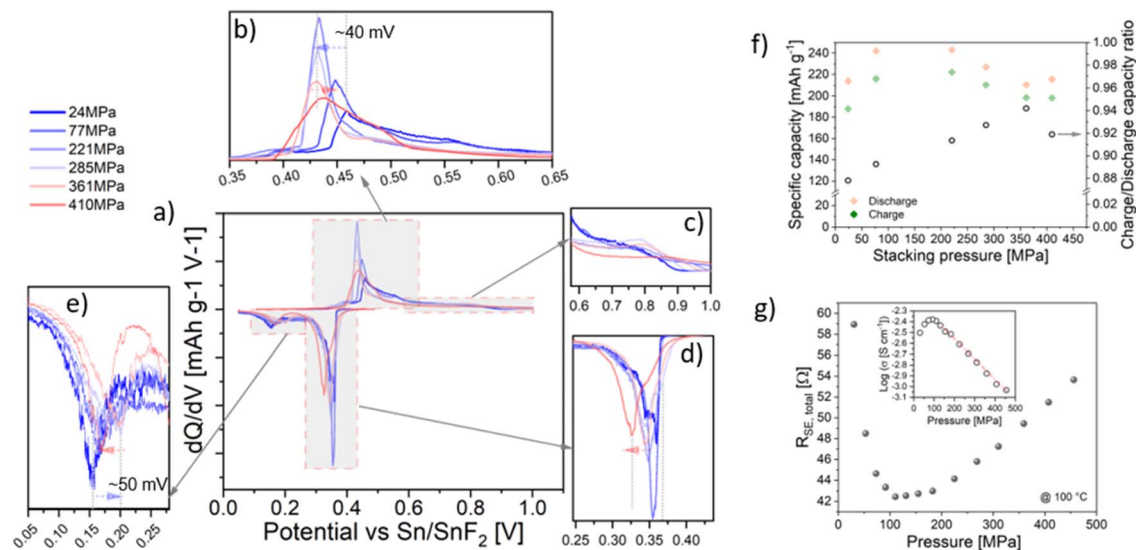 b)
~40 mV
0.35 0.40 0.45 0.50 0.55 0.60 0.65
24MPa
77MPa
221MPa
285MPa
361MPa
410MPa
a)
dQ/dV [mAh g-1 V-1]
0.0 0.2 0.4 0.6 0.8 1.0
Potential vs Sn/SnF2 [V]
c)
0.6 0.7 0.8 0.9 1.0
d)
0.25 0.30 0.35 0.40
e)
~50 mV
0.05 0.10 0.15 0.20 0.25
f)
Specific capacity [mAh g-1]
240
220
200
180
160
140
120
20
0
Discharge
Charge
0 50 100 150 200 250 300 350 400 450
Stacking pressure [MPa]
1.00
0.98
0.96
0.94
0.92
0.90
0.88
0.01
0.00
Charge/Discharge capacity ratio
g)
RSE,total [Ω]
60
58
56
54
52
50
48
46
44
42
Log (σ (S cm-1))
-2.3
-2.4
-2.5
-2.6
-2.7
-2.8
-2.9
-3.0
-3.1
0 100 200 300 400 500
Pressure [MPa]
@ 100 °C
0 100 200 300 400 500
Pressure [MPa]